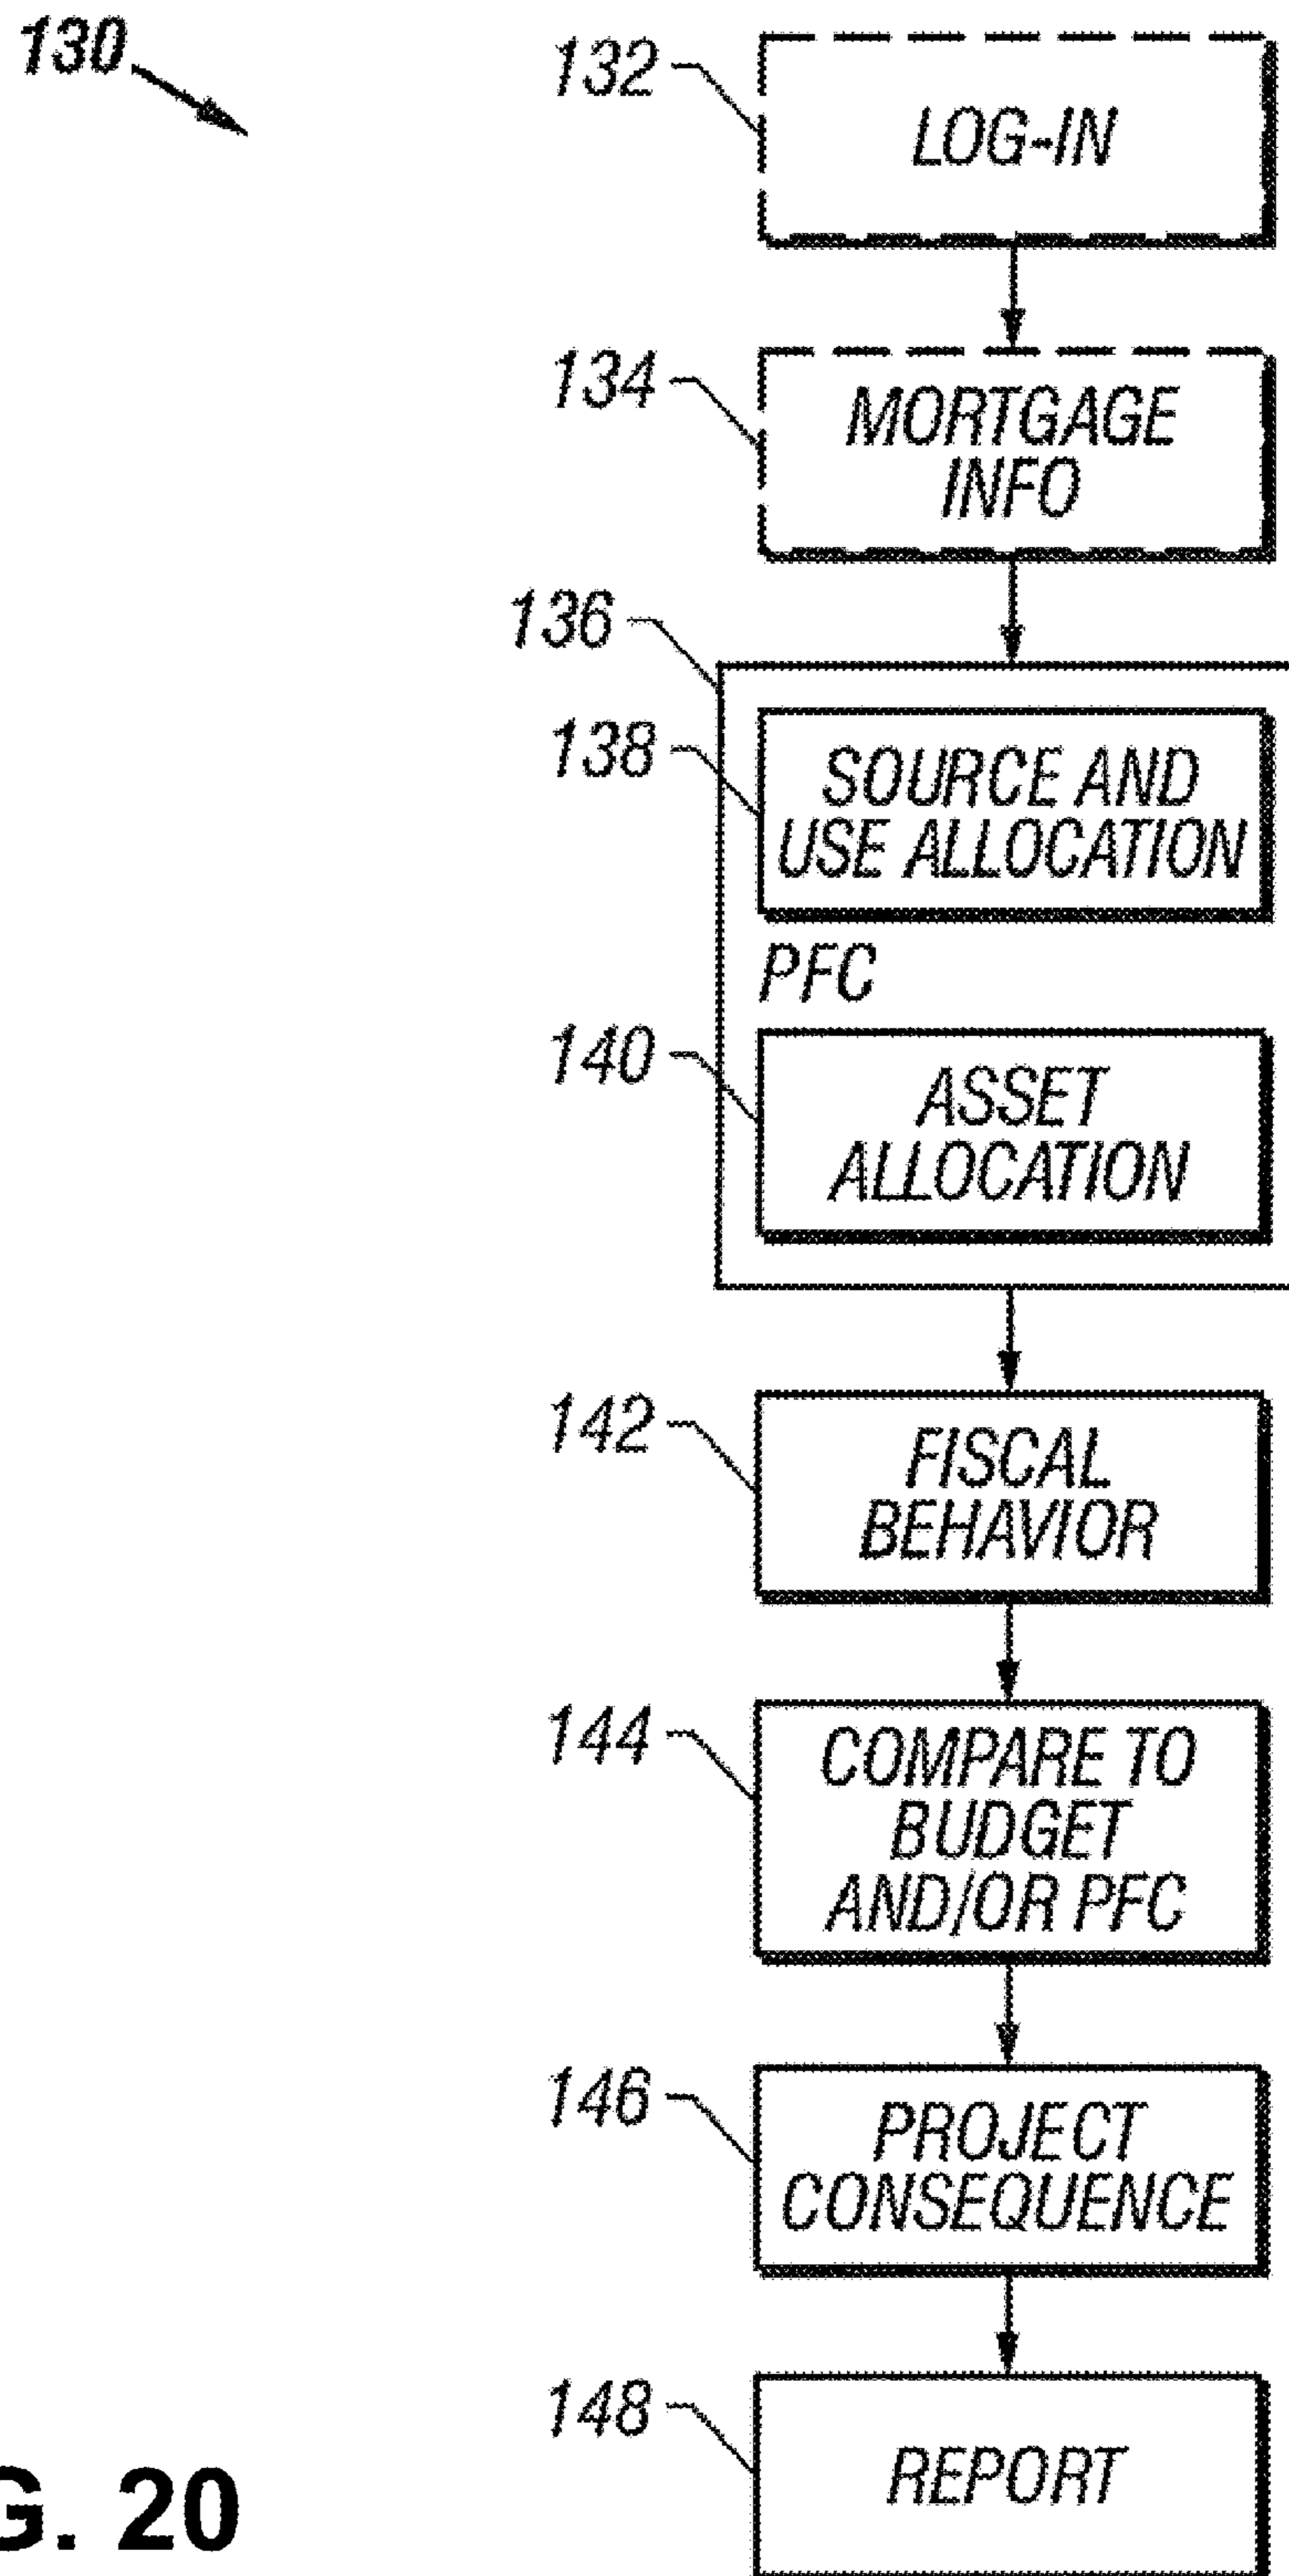 130
132
LOG-IN
134
MORTGAGE
INFO
136
138
SOURCE AND
USE ALLOCATION
PFC
140
ASSET
ALLOCATION
142
FISCAL
BEHAVIOR
144
COMPARE TO
BUDGET
AND/OR PFC
146
PROJECT
CONSEQUENCE
148
REPORT
G. 20